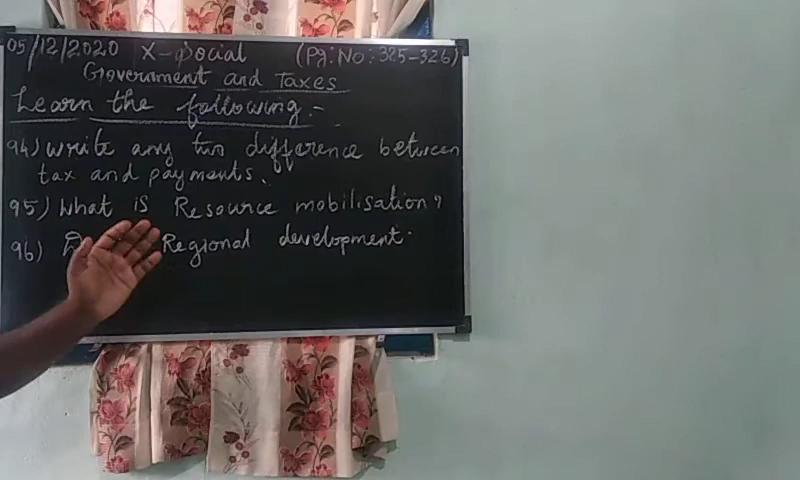 05/12/2020 X-Social (Pg:No:325-326)
Government and Taxes
Learn the following:-
94) Write any two difference between
tax and payments.
95) What is Resource mobilisation?
96) Regional development.